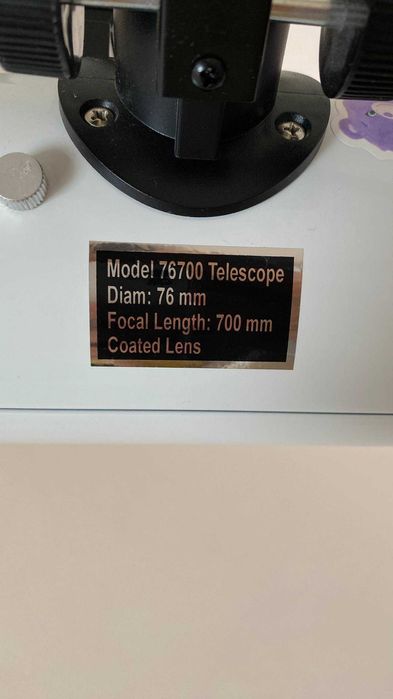 Model 76700 Telescope
Diam: 76 mm
Focal Length: 700 mm
Coated Lens